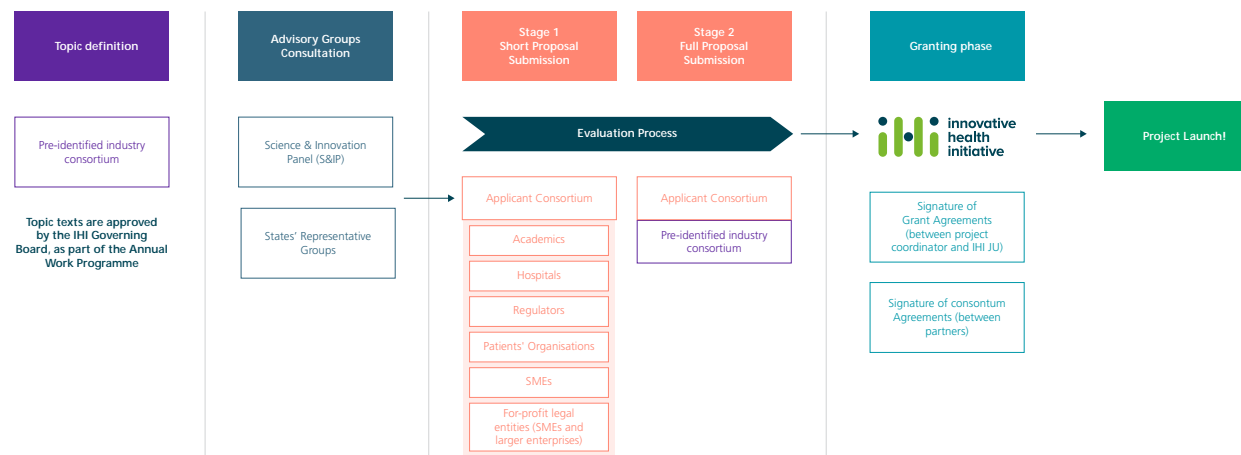 Topic definition
Advisory Groups
Consultation
Stage 1
Short Proposal
Submission
Stage 2
Full Proposal
Submission
Granting phase
Pre-identified industry
consortium
Topic texts are approved
by the IHI Governing
Board, as part of the Annual
Work Programme
Science & Innovation
Panel (S&IP)
States’ Representative
Groups
Evaluation Process
Applicant Consortium
Academics
Hospitals
Regulators
Patients’ Organisations
SMEs
For-profit legal
entities (SMEs and
larger enterprises)
Applicant Consortium
Pre-identified industry
consortium
ihi innovative
health
initiative
Signature of
Grant Agreements
(between project
coordinator and IHI JU)
Signature of consontum
Agreements (between
partners)
Project Launch!